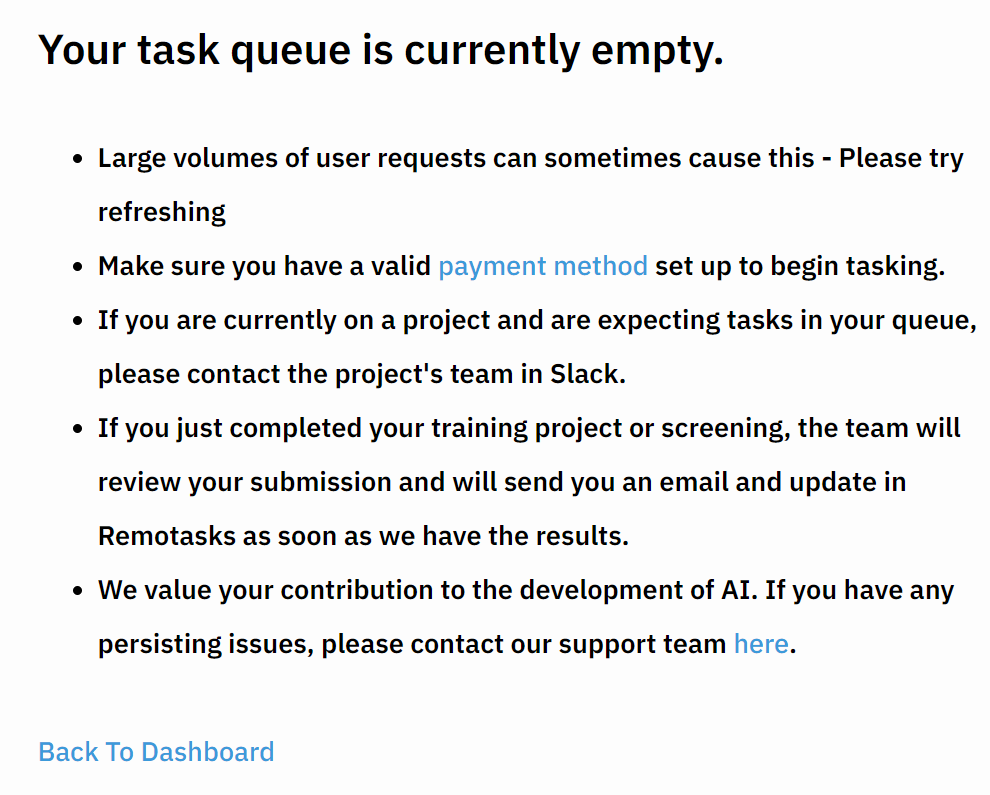 Your task queue is currently empty.
• Large volumes of user requests can sometimes cause this - Please try
refreshing
• Make sure you have a valid payment method set up to begin tasking.
• If you are currently on a project and are expecting tasks in your queue,
please contact the project's team in Slack.
• If you just completed your training project or screening, the team will
review your submission and will send you an email and update in
Remotasks as soon as we have the results.
• We value your contribution to the development of AI. If you have any
persisting issues, please contact our support team here.
Back To Dashboard